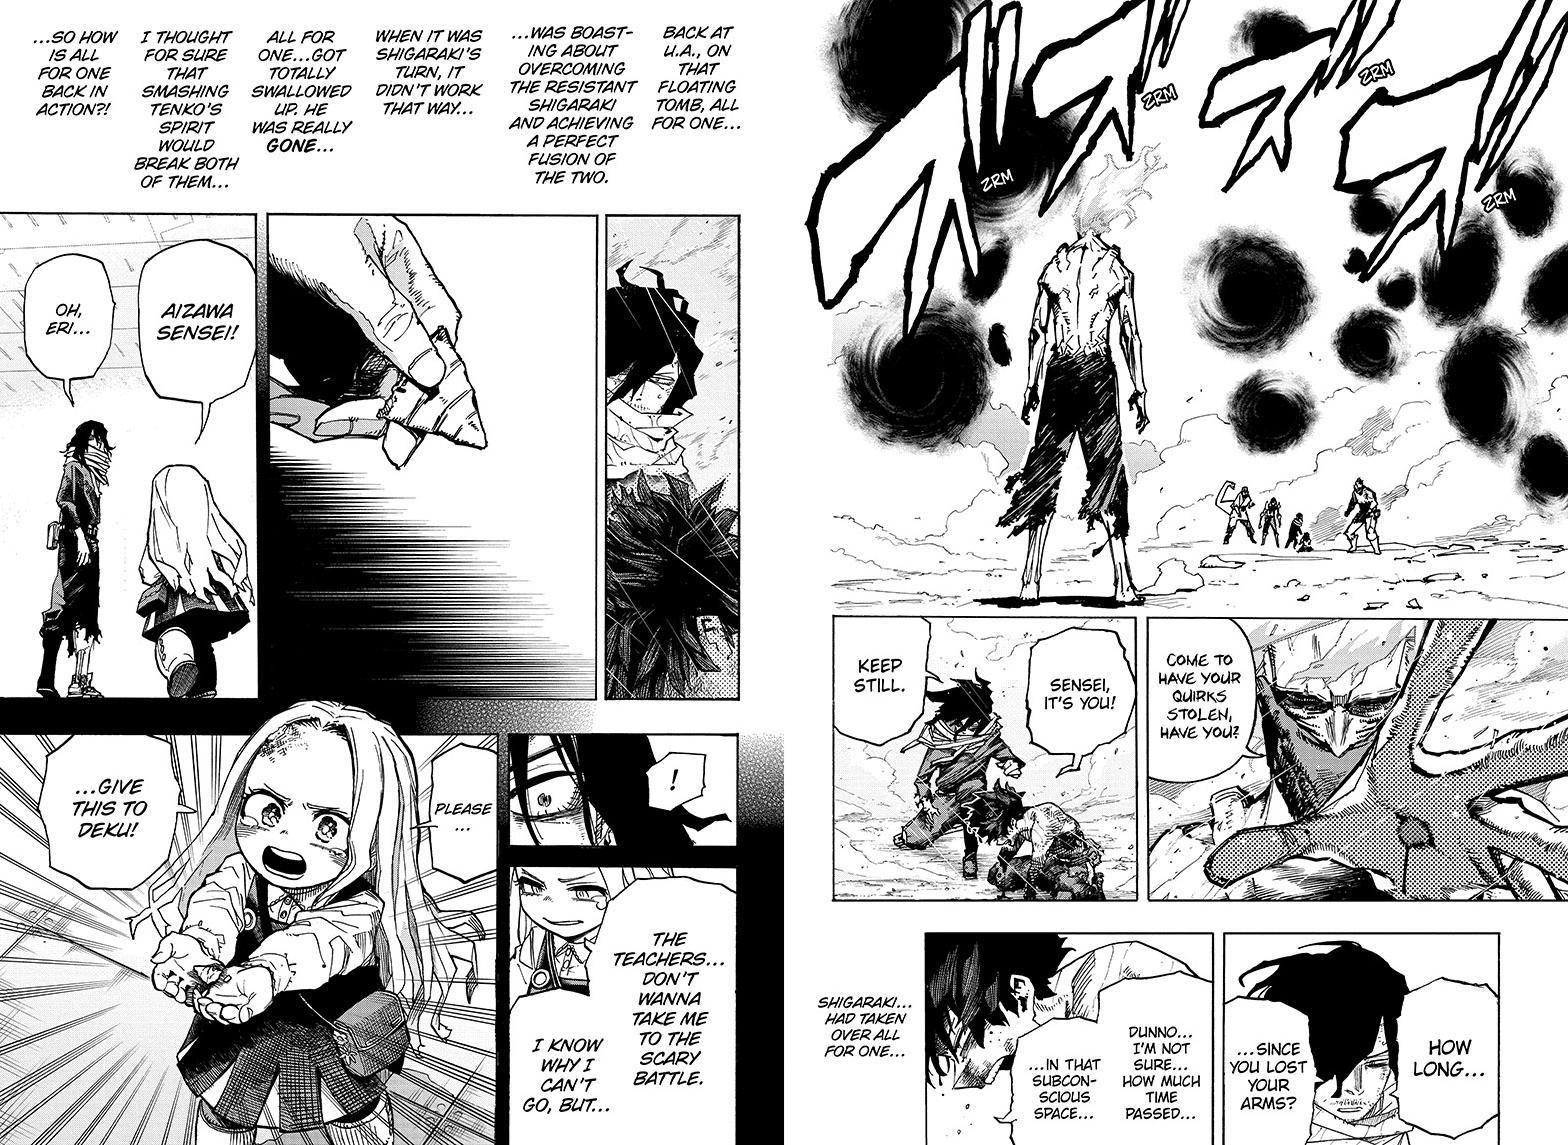 ZRM
ZRM
ZRM
ZRM
COME TO
HAVE YOUR
QUIRKS
STOLEN,
HAVE YOU?
SENSEI,
IT'S YOU!
KEEP
STILL.
HOW
LONG...
...SINCE
YOU LOST
YOUR
ARMS?
DUNNO...
I'M NOT
SURE...
HOW MUCH
TIME
PASSED...
...IN THAT
SUBCON-
SCIOUS
SPACE...
SHIGARAKI...
HAD TAKEN
OVER ALL
FOR ONE...
BACK AT
U.A., ON
THAT
FLOATING
TOMB, ALL
FOR ONE...
...WAS BOAST-
ING ABOUT
OVERCOMING
THE RESISTANT
SHIGARAKI
AND ACHIEVING
A PERFECT
FUSION OF
THE TWO.
WHEN IT WAS
SHIGARAKI'S
TURN, IT
DIDN'T WORK
THAT WAY...
ALL FOR
ONE...GOT
TOTALLY
SWALLOWED
UP. HE
WAS REALLY
GONE...
I THOUGHT
FOR SURE
THAT
SMASHING
TENKO'S
SPIRIT
WOULD
BREAK BOTH
OF THEM...
...SO HOW
IS ALL
FOR ONE
BACK IN
ACTION?!
AIZAWA
SENSEI!
OH,
ERI...
!
THE
TEACHERS...
DON'T
WANNA
TAKE ME
TO THE
SCARY
BATTLE.
I KNOW
WHY I
CAN'T
GO, BUT...
PLEASE
...
...GIVE
THIS TO
DEKU!